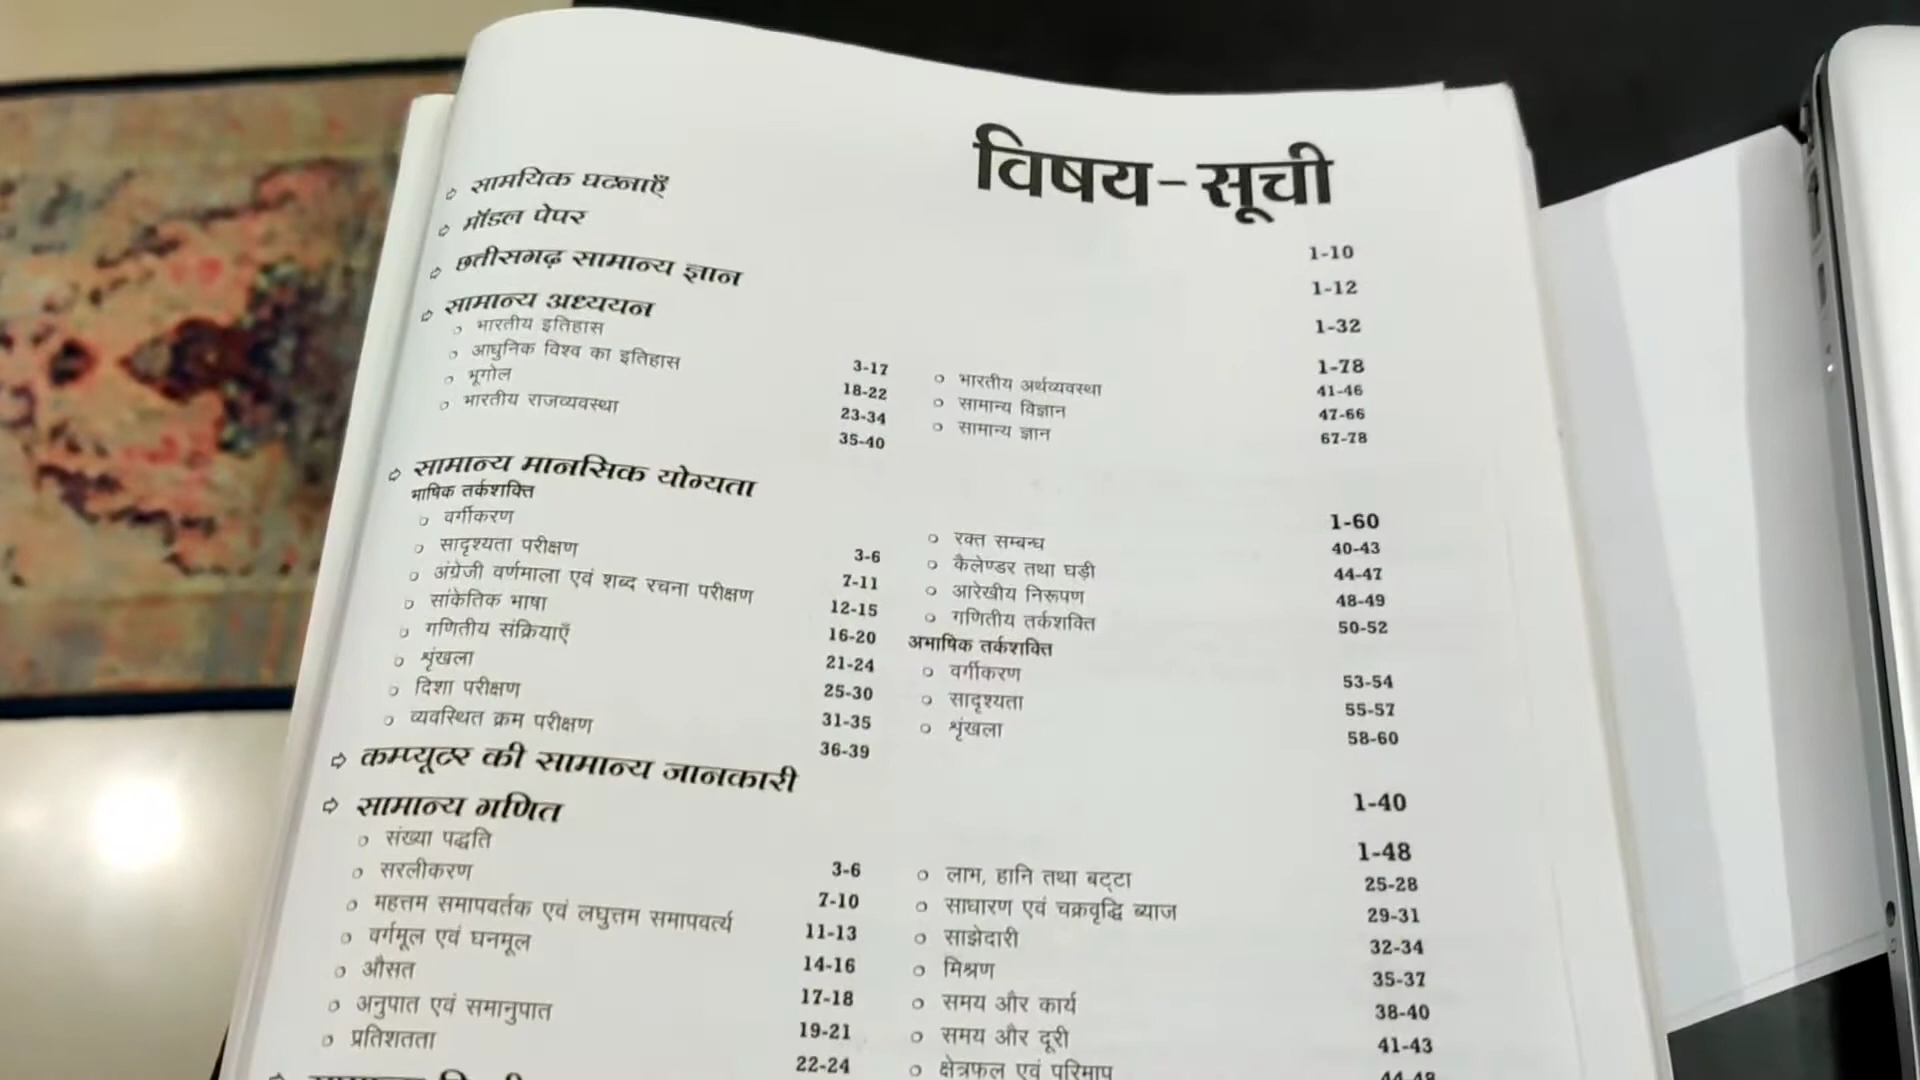 विषय-सूची
⇨ सामयिक घटनाएँ 1-10
⇨ मॉडल पेपर 1-12
⇨ छत्तीसगढ़ सामान्य ज्ञान 1-32
⇨ सामान्य अध्ययन 1-78
○ भारतीय इतिहास 3-17 ○ भारतीय अर्थव्यवस्था 41-46
○ आधुनिक विश्व का इतिहास 18-22 ○ सामान्य विज्ञान 47-66
○ भूगोल 23-34 ○ सामान्य ज्ञान 67-78
○ भारतीय राजव्यवस्था 35-40
⇨ सामान्य मानसिक योग्यता 1-60
भाषिक तर्कशक्ति
○ वर्गीकरण 3-6 ○ रक्त सम्बन्ध 40-43
○ सादृश्यता परीक्षण 7-11 ○ कैलेण्डर तथा घड़ी 44-47
○ अंग्रेजी वर्णमाला एवं शब्द रचना परीक्षण 12-15 ○ आरेखीय निरूपण 48-49
○ सांकेतिक भाषा 16-20 ○ गणितीय तर्कशक्ति 50-52
○ गणितीय संक्रियाएँ 21-24 अभाषिक तर्कशक्ति
○ शृंखला 25-30 ○ वर्गीकरण 53-54
○ दिशा परीक्षण 31-35 ○ सादृश्यता 55-57
○ व्यवस्थित क्रम परीक्षण 36-39 ○ शृंखला 58-60
⇨ कम्प्यूटर की सामान्य जानकारी 1-40
⇨ सामान्य गणित 1-48
○ संख्या पद्धति 3-6 ○ लाभ, हानि तथा बट्टा 25-28
○ सरलीकरण 7-10 ○ साधारण एवं चक्रवृद्धि ब्याज 29-31
○ महत्तम समापवर्तक एवं लघुत्तम समापवर्त्य 11-13 ○ साझेदारी 32-34
○ वर्गमूल एवं घनमूल 14-16 ○ मिश्रण 35-37
○ औसत 17-18 ○ समय और कार्य 38-40
○ अनुपात एवं समानुपात 19-21 ○ समय और दूरी 41-43
○ प्रतिशतता 22-24 ○ क्षेत्रफल एवं परिमाप 44-48